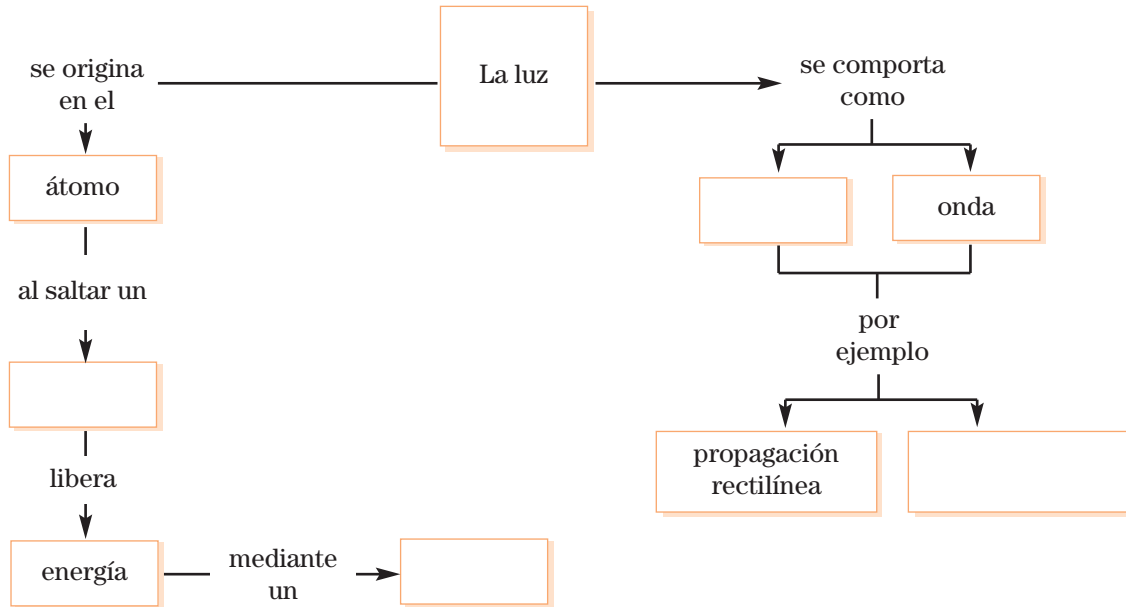 La luz
se origina
en el
átomo
al saltar un
libera
energía
mediante
un
se comporta
como
onda
por
ejemplo
propagación
rectilínea